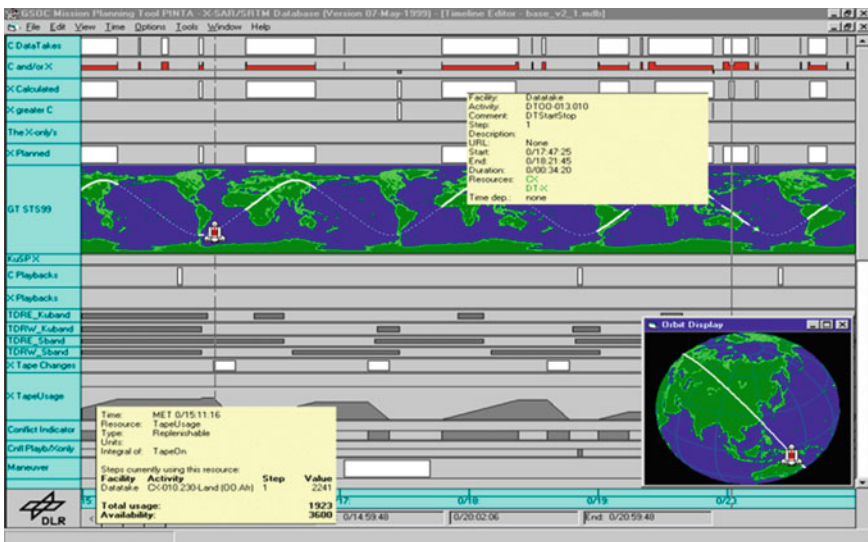 GSOC Mission Planning Tool PINTA - X-SAR/SRTM Database (Version 07-May-1999) - [Timeline Editor - base_v2_1.mdb]
File Edit View Time Options Tools Window Help
C DataTakes
C and/or X
X Calculated
X greater C
The X-only's
X Planned
GT STS99
KuSP X
C Playbacks
X Playbacks
TDRE_Kuband
TDRW_Kuband
TDRE_Sband
TDRW_Sband
X Tape Changes
X TapeUsage
Conflict Indicator
Cnfl Playb/Xonly
Maneuver
Facility: Datatake
Activity: DTOO-013:010
Comment: DTStartStop
Step: 1
Description:
URL: None
Start: 0/17:47:25
End: 0/18:21:45
Duration: 0/00:34:20
Resources: CX
DT-X
Time dep.: none
Orbit Display
Time: MET 0/15:11:16
Resource: TapeUsage
Type: Replenishable
Units:
Integral of: TapeOn
Steps currently using this resource:
Facility Activity Step Value
Datatake CX-010.230-Land (OO.Afr) 1 2241
Total usage: 1923
Availability: 3600
DLR
15: 17: 0/18: 0/19: 0/20
0/14:59:48 0/20:02:06 End: 0/20:59:48